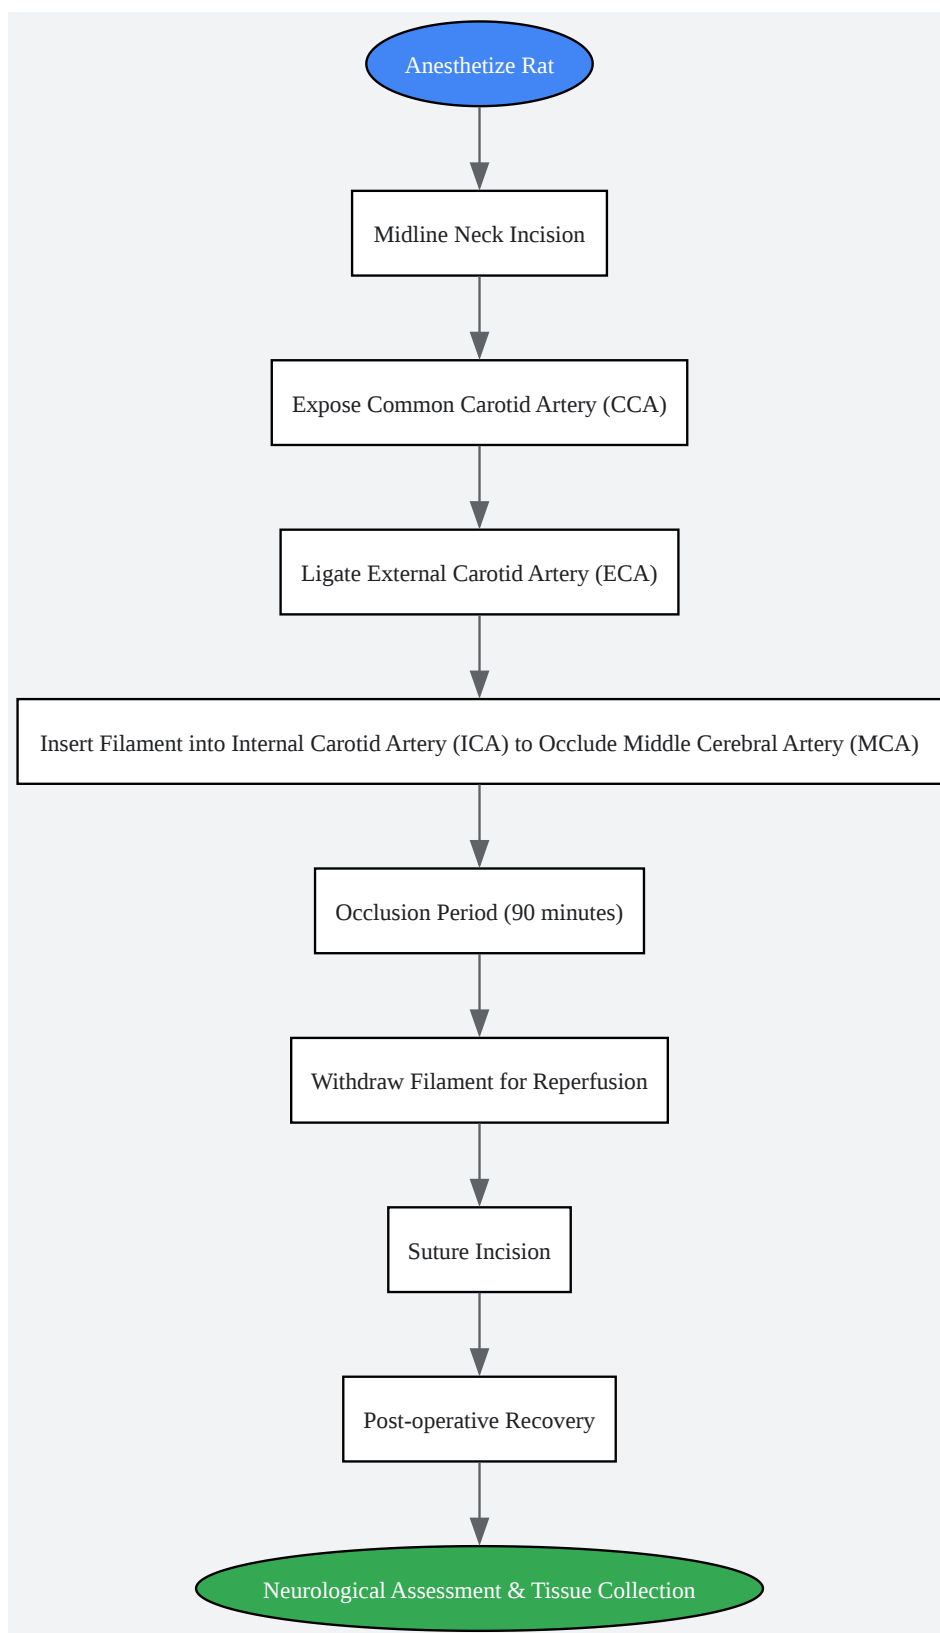 Anesthetize Rat
Midline Neck Incision
Expose Common Carotid Artery (CCA)
Ligate External Carotid Artery (ECA)
Insert Filament into Internal Carotid Artery (ICA) to Occlude Middle Cerebral Artery (MCA)
Occlusion Period (90 minutes)
Withdraw Filament for Reperfusion
Suture Incision
Post-operative Recovery
Neurological Assessment & Tissue Collection